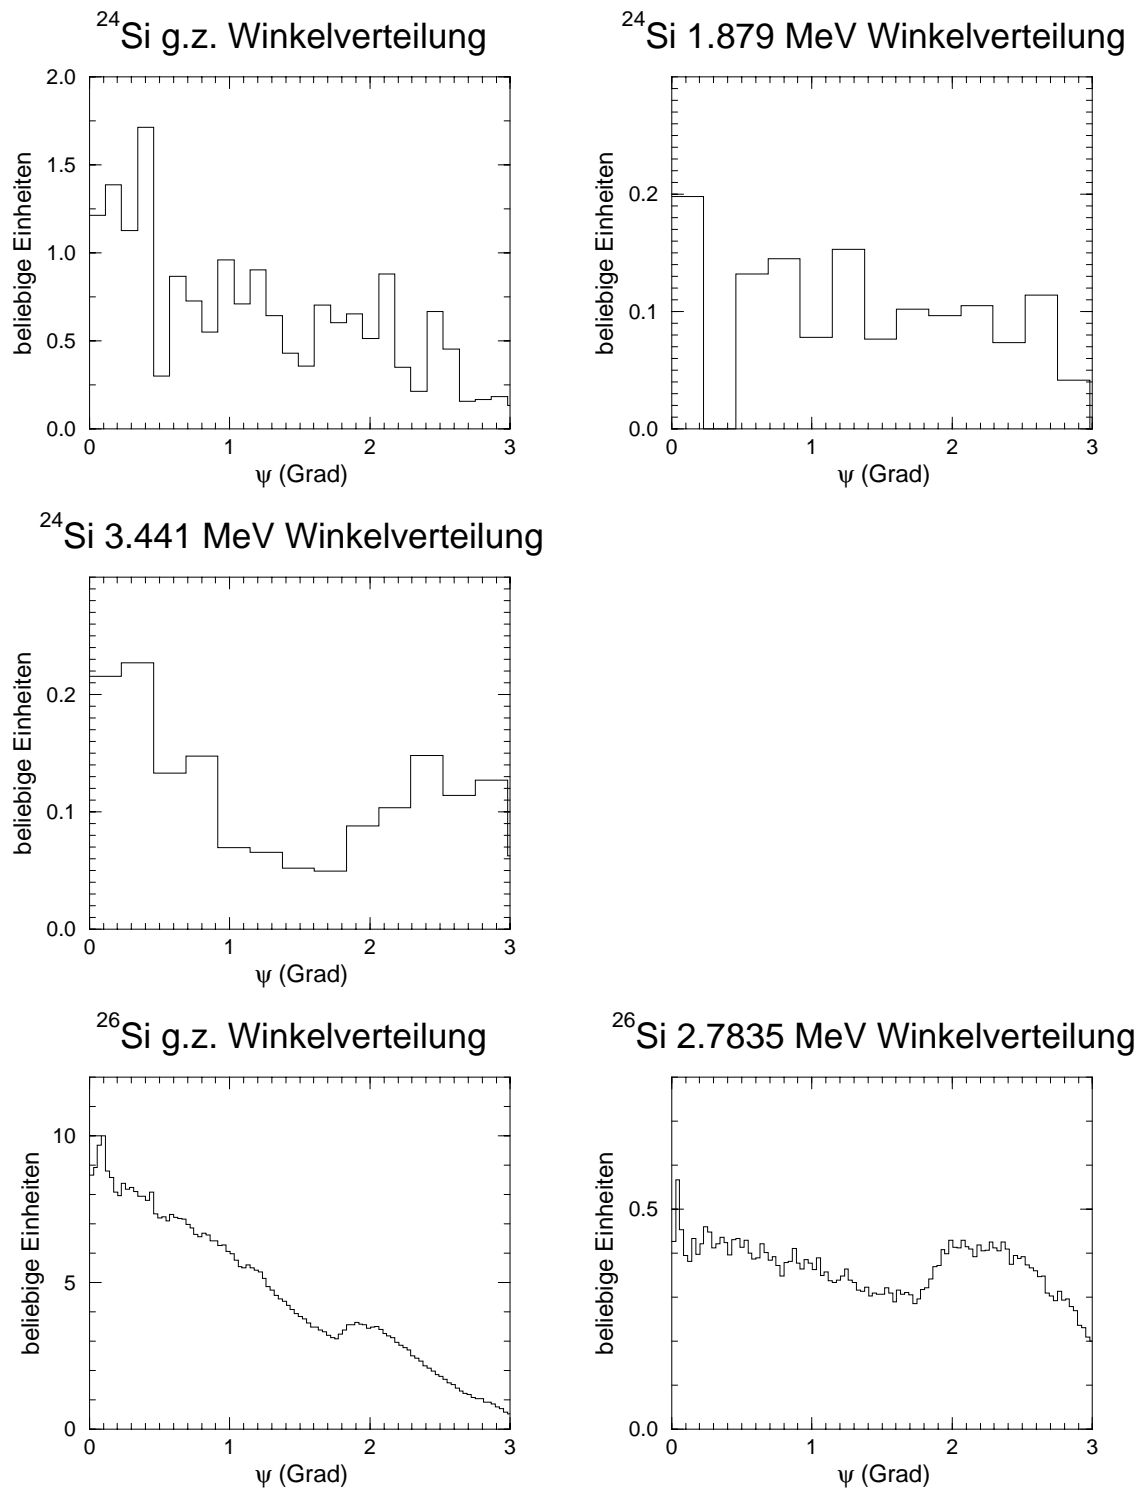 ²⁴Si g.z. Winkelverteilung
beliebige Einheiten
2.0
1.5
1.0
0.5
0.0
0 1 2 3
ψ (Grad)
²⁴Si 1.879 MeV Winkelverteilung
beliebige Einheiten
0.2
0.1
0.0
0 1 2 3
ψ (Grad)
²⁴Si 3.441 MeV Winkelverteilung
beliebige Einheiten
0.2
0.1
0.0
0 1 2 3
ψ (Grad)
²⁶Si g.z. Winkelverteilung
beliebige Einheiten
10
5
0
0 1 2 3
ψ (Grad)
²⁶Si 2.7835 MeV Winkelverteilung
beliebige Einheiten
0.5
0.0
0 1 2 3
ψ (Grad)